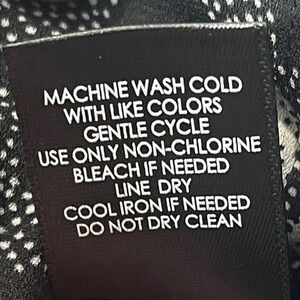 MACHINE WASH COLD
WITH LIKE COLORS
GENTLE CYCLE
USE ONLY NON-CHLORINE
BLEACH IF NEEDED
LINE DRY
COOL IRON IF NEEDED
DO NOT DRY CLEAN